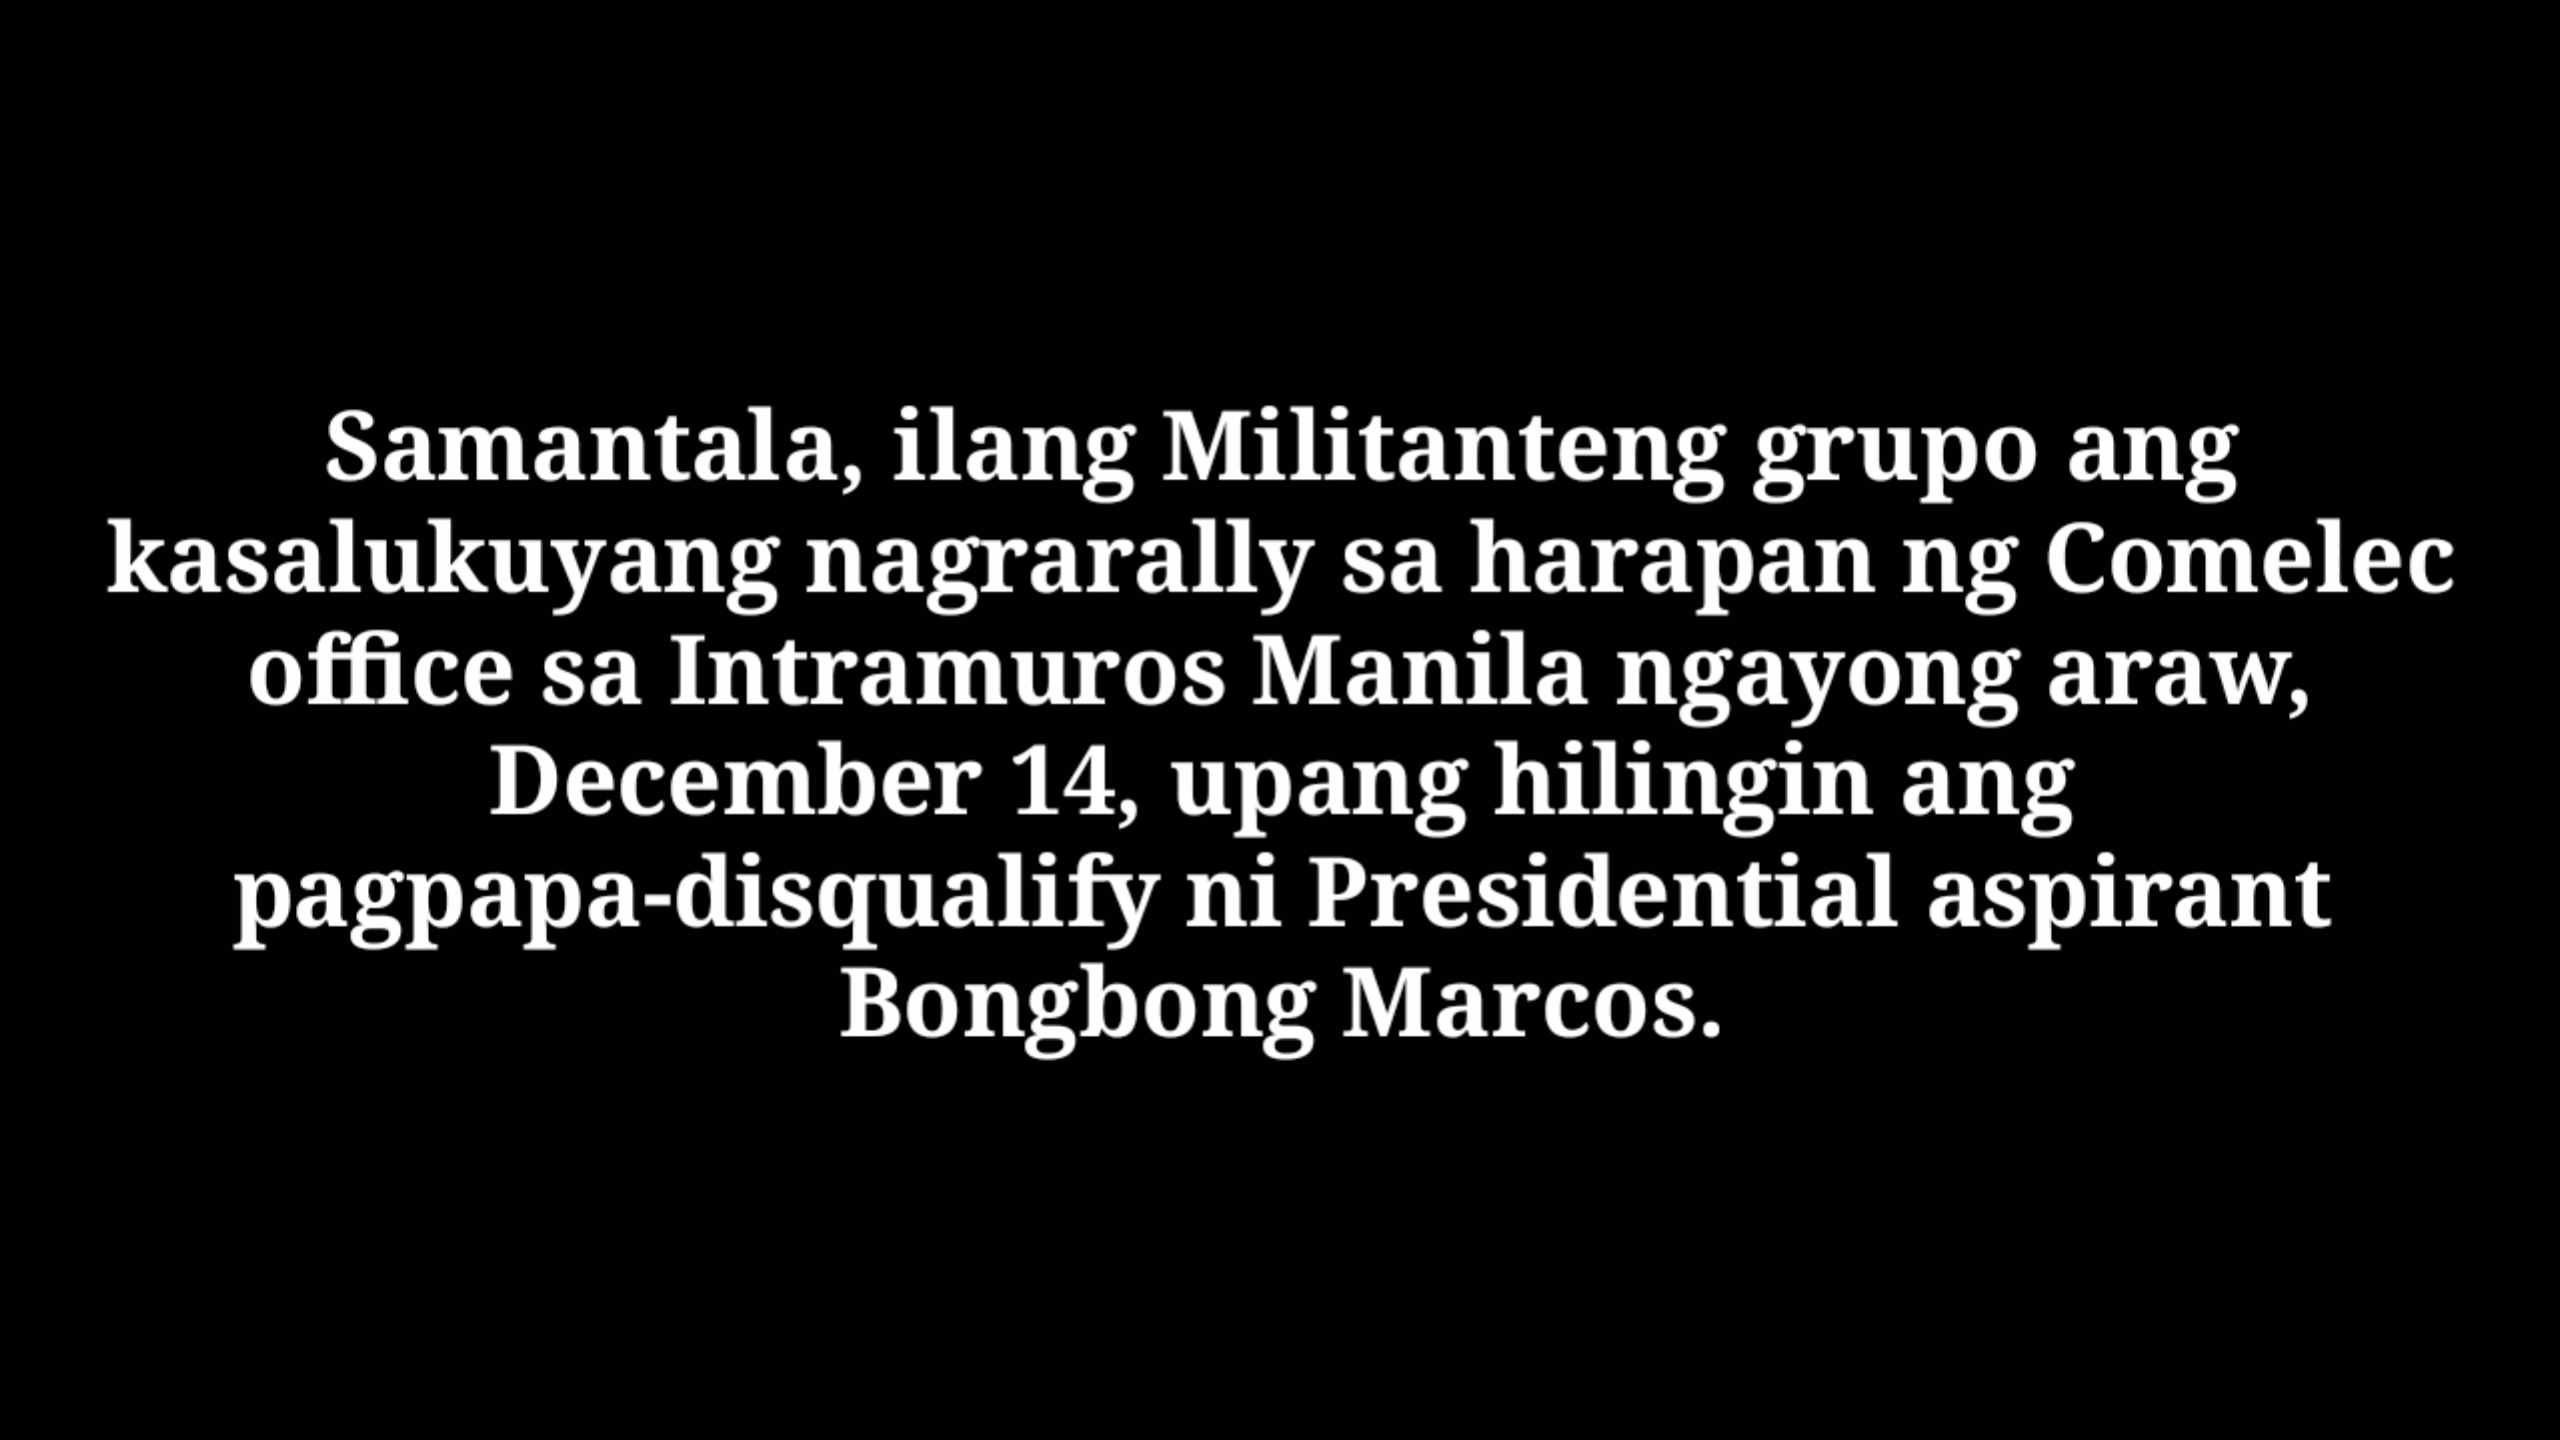 Samantala, ilang Militanteng grupo ang
kasalukuyang nagrarally sa harapan ng Comelec
office sa Intramuros Manila ngayong araw,
December 14, upang hilingin ang
pagpapa-disqualify ni Presidential aspirant
Bongbong Marcos.